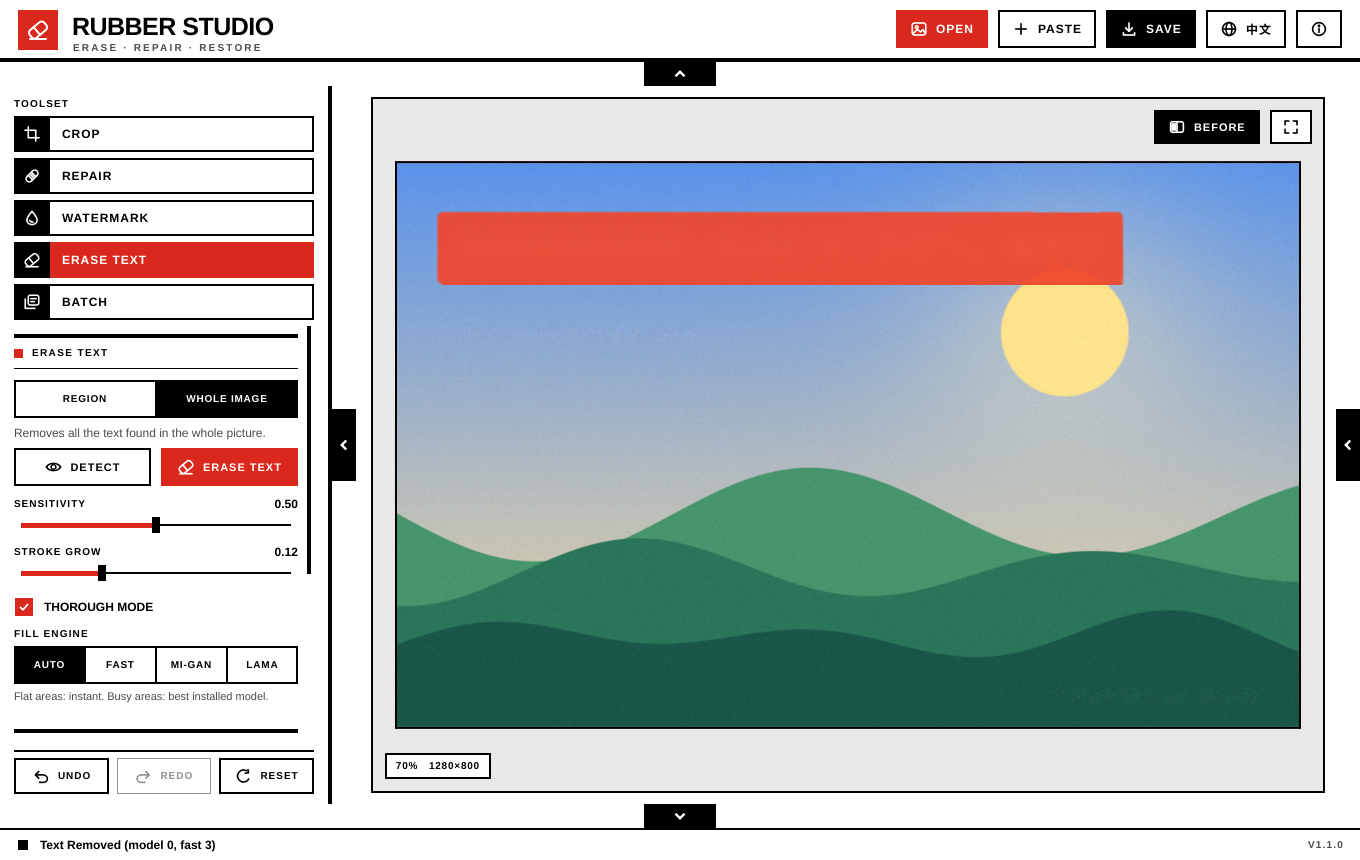 RUBBER STUDIO
ERASE · REPAIR · RESTORE
OPEN
PASTE
SAVE
中文
TOOLSET
CROP
REPAIR
WATERMARK
ERASE TEXT
BATCH
ERASE TEXT
REGION
WHOLE IMAGE
Removes all the text found in the whole picture.
DETECT
ERASE TEXT
SENSITIVITY 0.50
STROKE GROW 0.12
THOROUGH MODE
FILL ENGINE
AUTO
FAST
MI-GAN
LAMA
Flat areas: instant. Busy areas: best installed model.
UNDO
REDO
RESET
BEFORE
70% 1280×800
Text Removed (model 0, fast 3)
V1.1.0